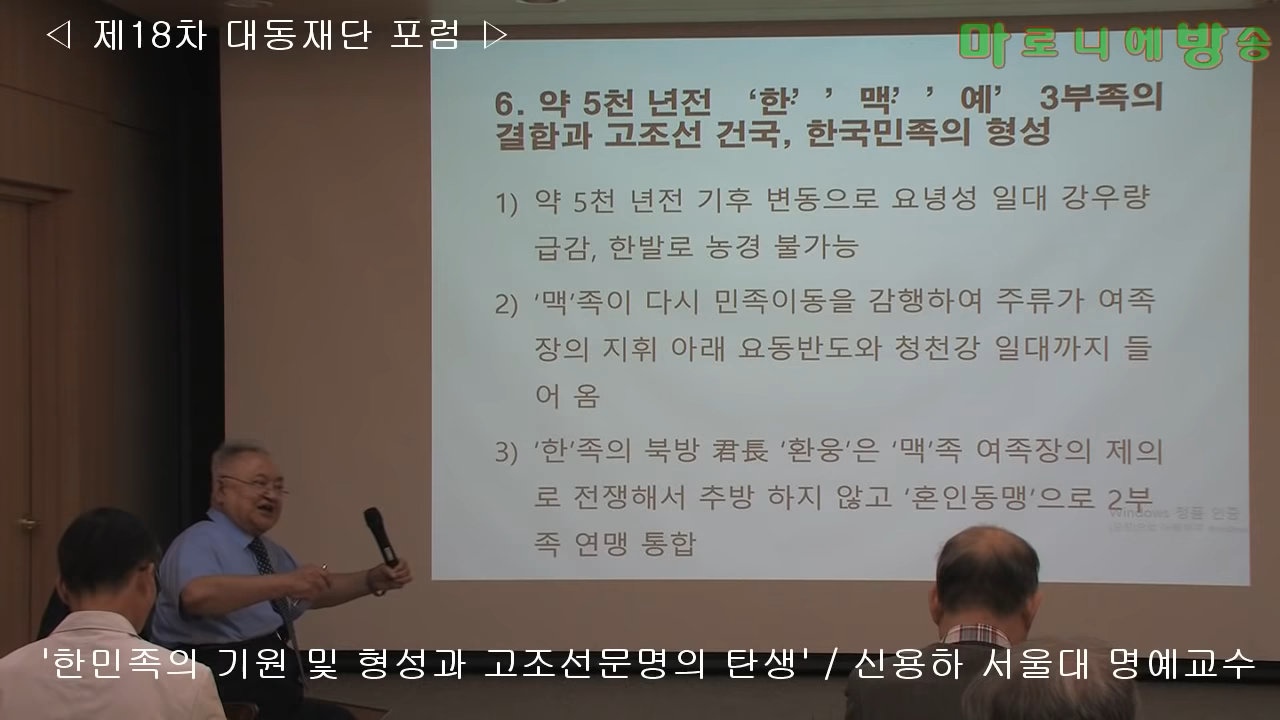 ◁ 제18차 대동재단 포럼 ▷
마로니에방송
6. 약 5천 년전 ‘한’ ’ 맥’ ’ 예’ 3부족의
결합과 고조선 건국, 한국민족의 형성
1) 약 5천 년전 기후 변동으로 요녕성 일대 강우량
급감, 한발로 농경 불가능
2) ‘맥’족이 다시 민족이동을 감행하여 주류가 여족
장의 지휘 아래 요동반도와 청천강 일대까지 들
어 옴
3) ‘한’족의 북방 君長 ‘환웅’은 ‘맥’족 여족장의 제의
로 전쟁해서 추방 하지 않고 ‘혼인동맹’으로 2부
족 연맹 통합
Windows 정품 인증
'한민족의 기원 및 형성과 고조선문명의 탄생' / 신용하 서울대 명예교수